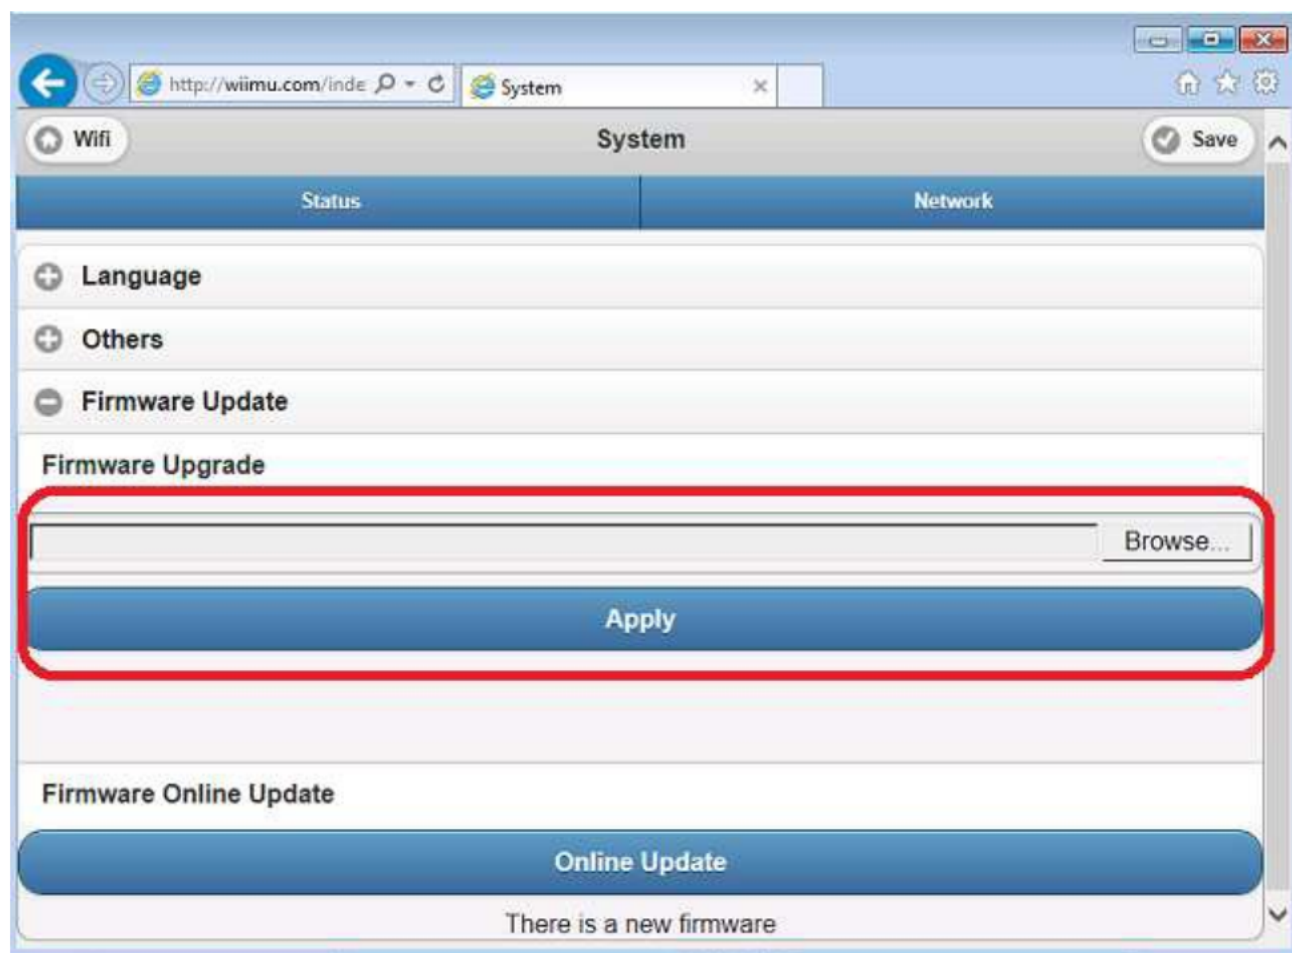 http://wiimu.com/inde
System
Wifi
System
Save
Status
Network
Language
Others
Firmware Update
Firmware Upgrade
Browse...
Apply
Firmware Online Update
Online Update
There is a new firmware